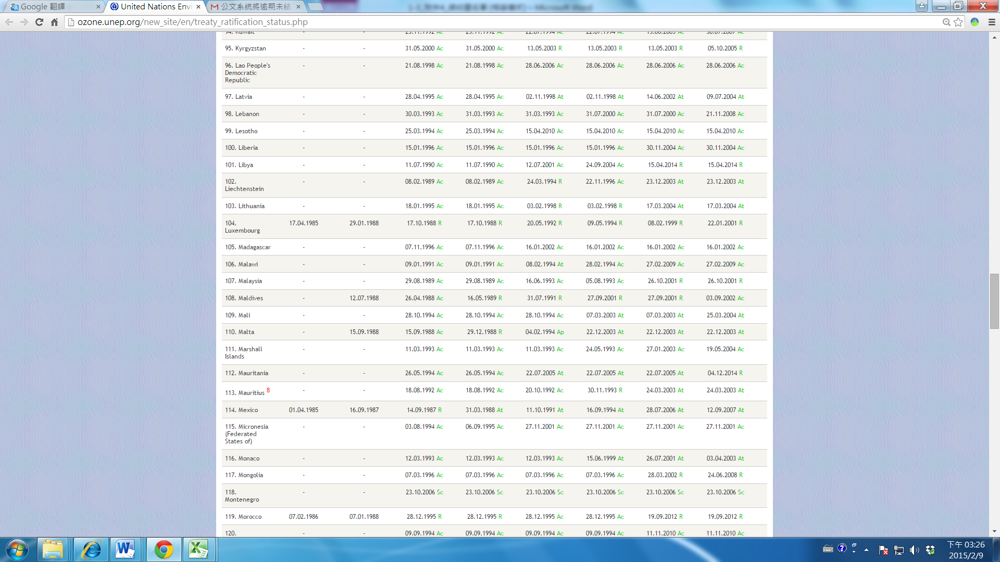 Google 翻譯
United Nations Envi
公文系統將逾期未結
ozone.unep.org/new_site/en/treaty_ratification_status.php
94. Kuwait - - 23.11.1992 Ac 23.11.1992 Ac 22.07.1994 Ac 22.07.1994 Ac 13.06.2003 Ac 30.07.2007 Ac
95. Kyrgyzstan - - 31.05.2000 Ac 31.05.2000 Ac 13.05.2003 R 13.05.2003 R 13.05.2003 R 05.10.2005 R
96. Lao People's - - 21.08.1998 Ac 21.08.1998 Ac 28.06.2006 Ac 28.06.2006 Ac 28.06.2006 Ac 28.06.2006 Ac
Democratic
Republic
97. Latvia - - 28.04.1995 Ac 28.04.1995 Ac 02.11.1998 At 02.11.1998 At 14.06.2002 At 09.07.2004 At
98. Lebanon - - 30.03.1993 Ac 31.03.1993 Ac 31.03.1993 Ac 31.07.2000 Ac 31.07.2000 Ac 21.11.2008 Ac
99. Lesotho - - 25.03.1994 Ac 25.03.1994 Ac 15.04.2010 Ac 15.04.2010 Ac 15.04.2010 Ac 15.04.2010 Ac
100. Liberia - - 15.01.1996 Ac 15.01.1996 Ac 15.01.1996 Ac 15.01.1996 Ac 30.11.2004 Ac 30.11.2004 Ac
101. Libya - - 11.07.1990 Ac 11.07.1990 Ac 12.07.2001 Ac 24.09.2004 Ac 15.04.2014 R 15.04.2014 R
102. - - 08.02.1989 Ac 08.02.1989 Ac 24.03.1994 R 22.11.1996 Ac 23.12.2003 At 23.12.2003 At
Liechtenstein
103. Lithuania - - 18.01.1995 Ac 18.01.1995 Ac 03.02.1998 R 03.02.1998 R 17.03.2004 At 17.03.2004 At
104. 17.04.1985 29.01.1988 17.10.1988 R 17.10.1988 R 20.05.1992 R 09.05.1994 R 08.02.1999 R 22.01.2001 R
Luxembourg
105. Madagascar - - 07.11.1996 Ac 07.11.1996 Ac 16.01.2002 Ac 16.01.2002 Ac 16.01.2002 Ac 16.01.2002 Ac
106. Malawi - - 09.01.1991 Ac 09.01.1991 Ac 08.02.1994 At 28.02.1994 Ac 27.02.2009 Ac 27.02.2009 Ac
107. Malaysia - - 29.08.1989 Ac 29.08.1989 Ac 16.06.1993 Ac 05.08.1993 Ac 26.10.2001 R 26.10.2001 R
108. Maldives - 12.07.1988 26.04.1988 Ac 16.05.1989 R 31.07.1991 R 27.09.2001 R 27.09.2001 R 03.09.2002 Ac
109. Mali - - 28.10.1994 Ac 28.10.1994 Ac 28.10.1994 Ac 07.03.2003 At 07.03.2003 At 25.03.2004 At
110. Malta - 15.09.1988 15.09.1988 Ac 29.12.1988 R 04.02.1994 Ap 22.12.2003 At 22.12.2003 At 22.12.2003 At
111. Marshall - - 11.03.1993 Ac 11.03.1993 Ac 11.03.1993 Ac 24.05.1993 Ac 27.01.2003 Ac 19.05.2004 Ac
Islands
112. Mauritania - - 26.05.1994 Ac 26.05.1994 Ac 22.07.2005 At 22.07.2005 At 22.07.2005 At 04.12.2014 R
113. Mauritius 8 - - 18.08.1992 Ac 18.08.1992 Ac 20.10.1992 Ac 30.11.1993 R 24.03.2003 At 24.03.2003 At
114. Mexico 01.04.1985 16.09.1987 14.09.1987 R 31.03.1988 At 11.10.1991 At 16.09.1994 At 28.07.2006 At 12.09.2007 At
115. Micronesia - - 03.08.1994 Ac 06.09.1995 Ac 27.11.2001 Ac 27.11.2001 Ac 27.11.2001 Ac 27.11.2001 Ac
(Federated
States of)
116. Monaco - - 12.03.1993 Ac 12.03.1993 Ac 12.03.1993 Ac 15.06.1999 At 26.07.2001 At 03.04.2003 At
117. Mongolia - - 07.03.1996 Ac 07.03.1996 Ac 07.03.1996 Ac 07.03.1996 Ac 28.03.2002 R 24.06.2008 R
118. - - 23.10.2006 Sc 23.10.2006 Sc 23.10.2006 Sc 23.10.2006 Sc 23.10.2006 Sc 23.10.2006 Sc
Montenegro
119. Morocco 07.02.1986 07.01.1988 28.12.1995 R 28.12.1995 R 28.12.1995 Ac 28.12.1995 Ac 19.09.2012 R 19.09.2012 R
120. - - 09.09.1994 Ac 09.09.1994 Ac 09.09.1994 Ac 09.09.1994 Ac 11.11.2010 Ac 11.11.2010 Ac
下午 03:26
2015/2/9